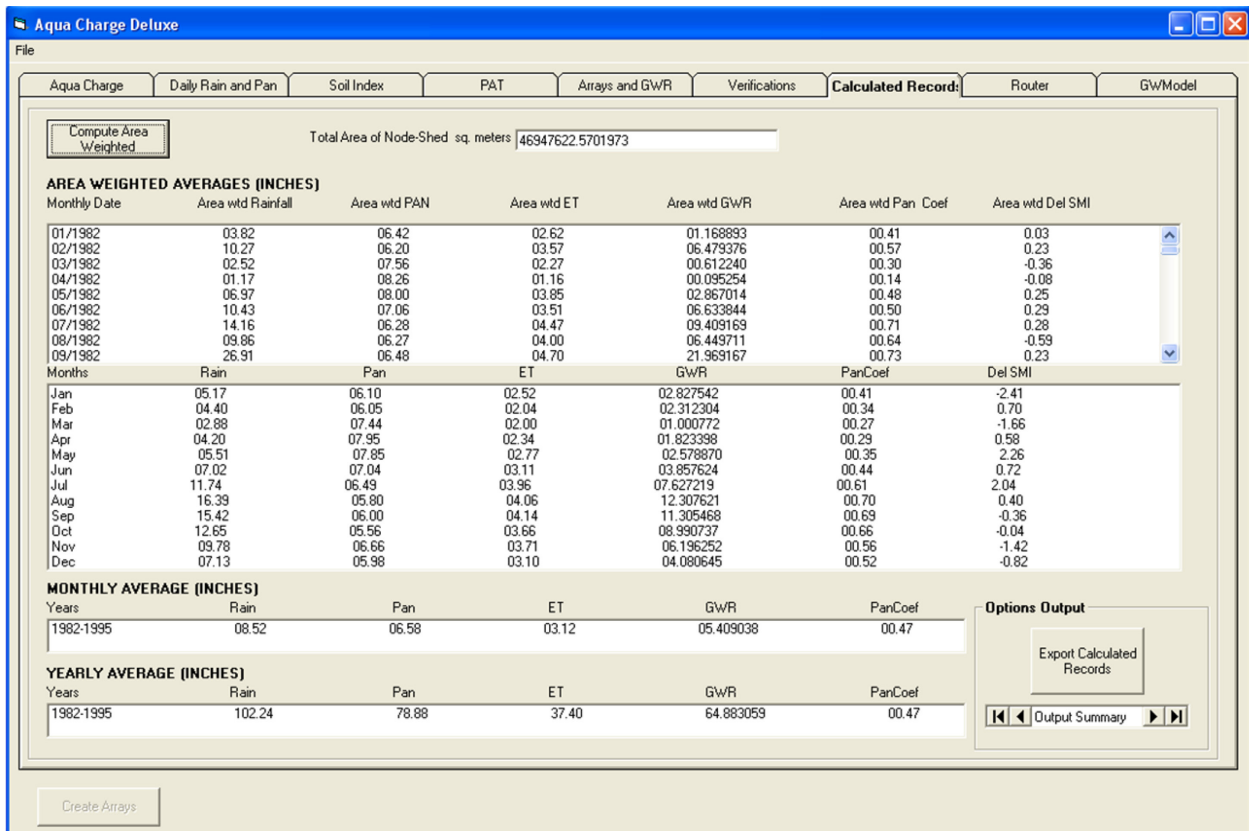 Aqua Charge Deluxe
File
Aqua Charge Daily Rain and Pan Soil Index PAT Arrays and GWR Verifications Calculated Records Router GWModel
Compute Area
Weighted
Total Area of Node-Shed sq. meters 46947622.5701973
AREA WEIGHTED AVERAGES (INCHES)
Monthly Date Area wtd Rainfall Area wtd PAN Area wtd ET Area wtd GWR Area wtd Pan Coef Area wtd Del SMI
01/1982 03.82 06.42 02.62 01.168893 00.41 0.03
02/1982 10.27 06.20 03.57 06.479376 00.57 0.23
03/1982 02.52 07.56 02.27 00.612240 00.30 -0.36
04/1982 01.17 08.26 01.16 00.095254 00.14 -0.08
05/1982 06.97 08.00 03.85 02.867014 00.48 0.25
06/1982 10.43 07.06 03.51 06.633844 00.50 0.29
07/1982 14.16 06.28 04.47 09.409169 00.71 0.28
08/1982 09.86 06.27 04.00 06.449711 00.64 -0.59
09/1982 26.91 06.48 04.70 21.969167 00.73 0.23
Months Rain Pan ET GWR PanCoef Del SMI
Jan 05.17 06.10 02.52 02.827542 00.41 -2.41
Feb 04.40 06.05 02.04 02.312304 00.34 0.70
Mar 02.88 07.44 02.00 01.000772 00.27 -1.66
Apr 04.20 07.95 02.34 01.823398 00.29 0.58
May 05.51 07.85 02.77 02.578870 00.35 2.26
Jun 07.02 07.04 03.11 03.857624 00.44 0.72
Jul 11.74 06.49 03.96 07.627219 00.61 2.04
Aug 16.39 05.80 04.06 12.307621 00.70 0.40
Sep 15.42 06.00 04.14 11.305468 00.69 -0.36
Oct 12.65 05.56 03.66 08.990737 00.66 -0.04
Nov 09.78 06.66 03.71 06.196252 00.56 -1.42
Dec 07.13 05.98 03.10 04.080645 00.52 -0.82
MONTHLY AVERAGE (INCHES)
Years Rain Pan ET GWR PanCoef
1982-1995 08.52 06.58 03.12 05.409038 00.47
YEARLY AVERAGE (INCHES)
Years Rain Pan ET GWR PanCoef
1982-1995 102.24 78.88 37.40 64.883059 00.47
Options Output
Export Calculated
Records
Output Summary
Create Arrays